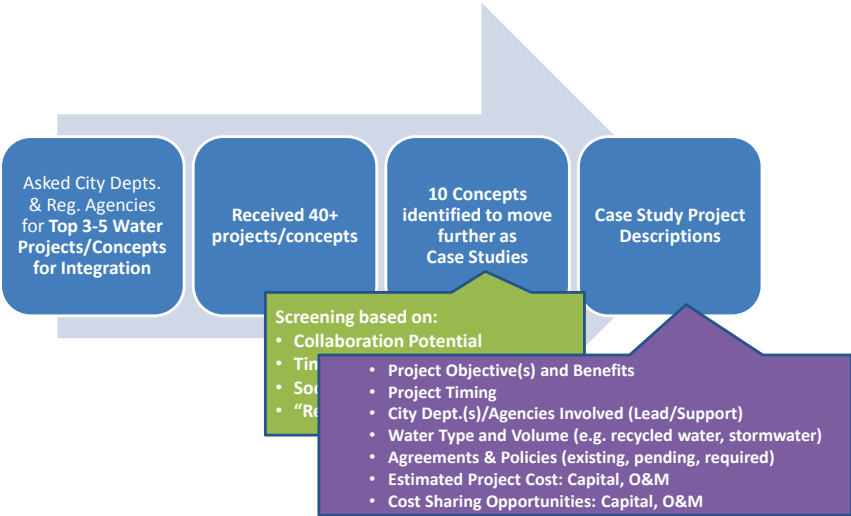 Asked City Depts.
& Reg. Agencies
for Top 3-5 Water
Projects/Concepts
for Integration
Received 40+
projects/concepts
10 Concepts
identified to move
further as
Case Studies
Case Study Project
Descriptions
Screening based on:
• Collaboration Potential
• Project Objective(s) and Benefits
• Project Timing
• City Dept.(s)/Agencies Involved (Lead/Support)
• Water Type and Volume (e.g. recycled water, stormwater)
• Agreements & Policies (existing, pending, required)
• Estimated Project Cost: Capital, O&M
• Cost Sharing Opportunities: Capital, O&M